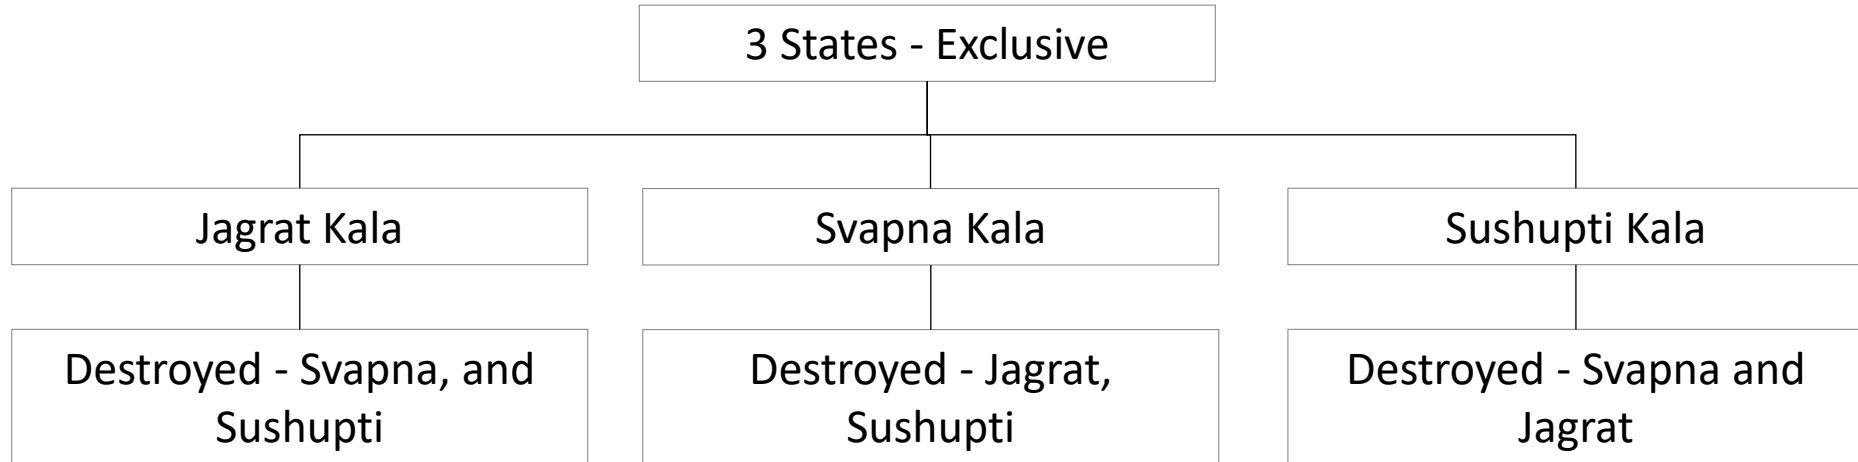 3 States - Exclusive
Jagrat Kala
Svapna Kala
Sushupti Kala
Destroyed - Svapna, and
Sushupti
Destroyed - Jagrat,
Sushupti
Destroyed - Svapna and
Jagrat